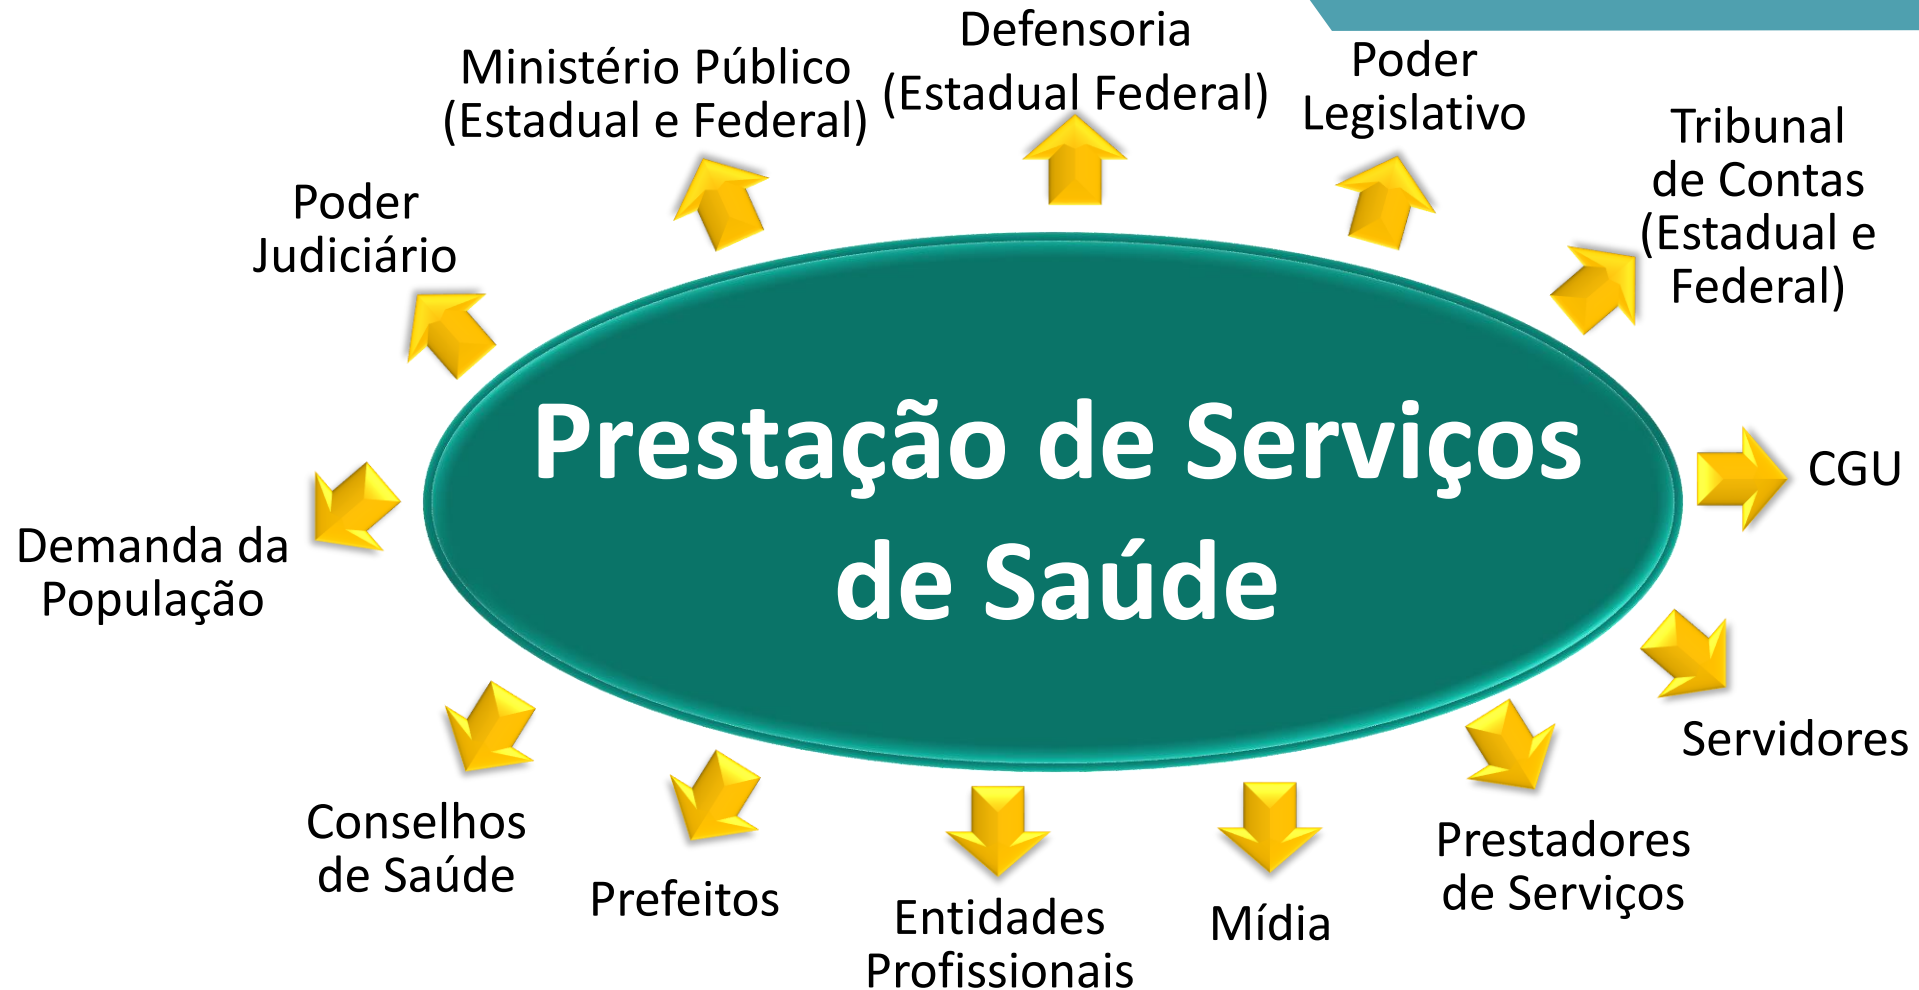 Defensoria
(Estadual Federal)
Ministério Público
(Estadual e Federal)
Poder
Legislativo
Tribunal
de Contas
(Estadual e
Federal)
Poder
Judiciário
Prestação de Serviços
de Saúde
CGU
Demanda da
População
Servidores
Conselhos
de Saúde
Prefeitos
Entidades
Profissionais
Mídia
Prestadores
de Serviços